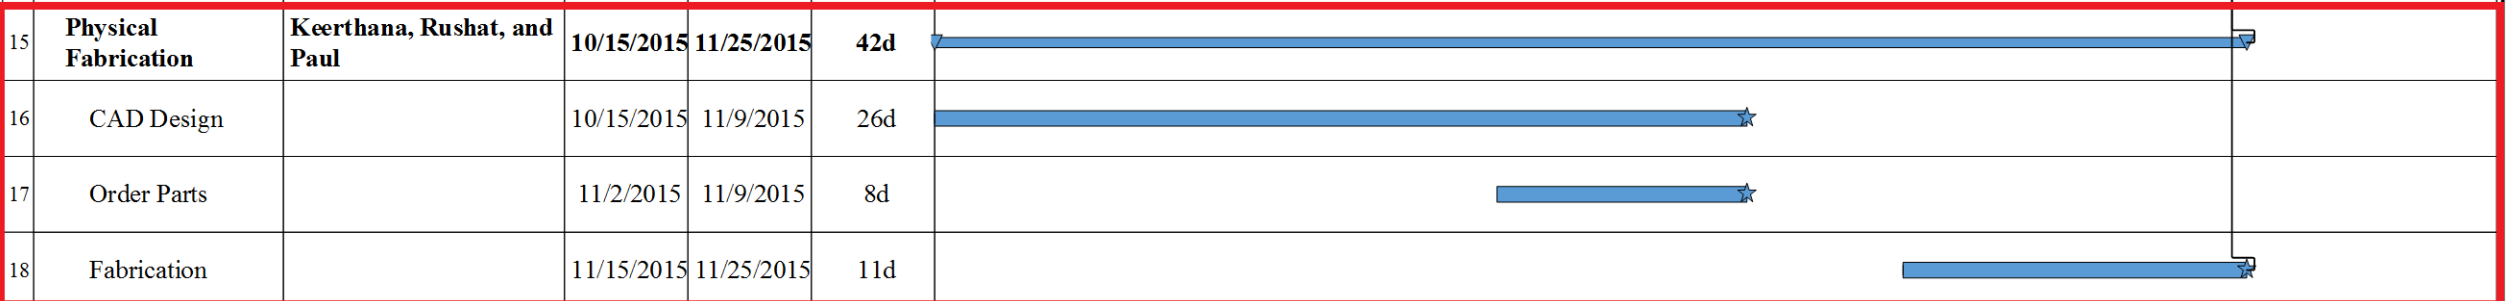 15 Physical Fabrication Keerthana, Rushat, and Paul 10/15/2015 11/25/2015 42d
16 CAD Design 10/15/2015 11/9/2015 26d
17 Order Parts 11/2/2015 11/9/2015 8d
18 Fabrication 11/15/2015 11/25/2015 11d